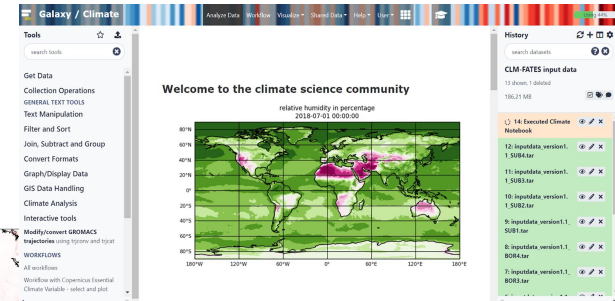 Galaxy / Climate
Analyze Data Workflow Visualize Shared Data Help User
Using 44%
Tools
search tools
Get Data
Collection Operations
GENERAL TEXT TOOLS
Text Manipulation
Filter and Sort
Join, Subtract and Group
Convert Formats
Graph/Display Data
GIS Data Handling
Climate Analysis
Interactive tools
Modify/convert GROMACS
trajectories using trjconv and trjcat
WORKFLOWS
All workflows
Workflow with Copernicus Essential
Climate Variable - select and plot
Welcome to the climate science community
relative humidity in percentage
2018-07-01 00:00:00
80°N
60°N
40°N
20°N
0°
20°S
40°S
60°S
80°S
180°W 120°W 60°W 0° 60°E 120°E 180°E
History
search datasets
CLM-FATES input data
13 shown, 1 deleted
186.21 MB
14: Executed Climate
Notebook
12: inputdata_version1.
1_SUB4.tar
11: inputdata_version1.
1_SUB3.tar
10: inputdata_version1.
1_SUB2.tar
9: inputdata_version1.1_
SUB1.tar
8: inputdata_version1.1_
BOR4.tar
7: inputdata_version1.1_
BOR3.tar